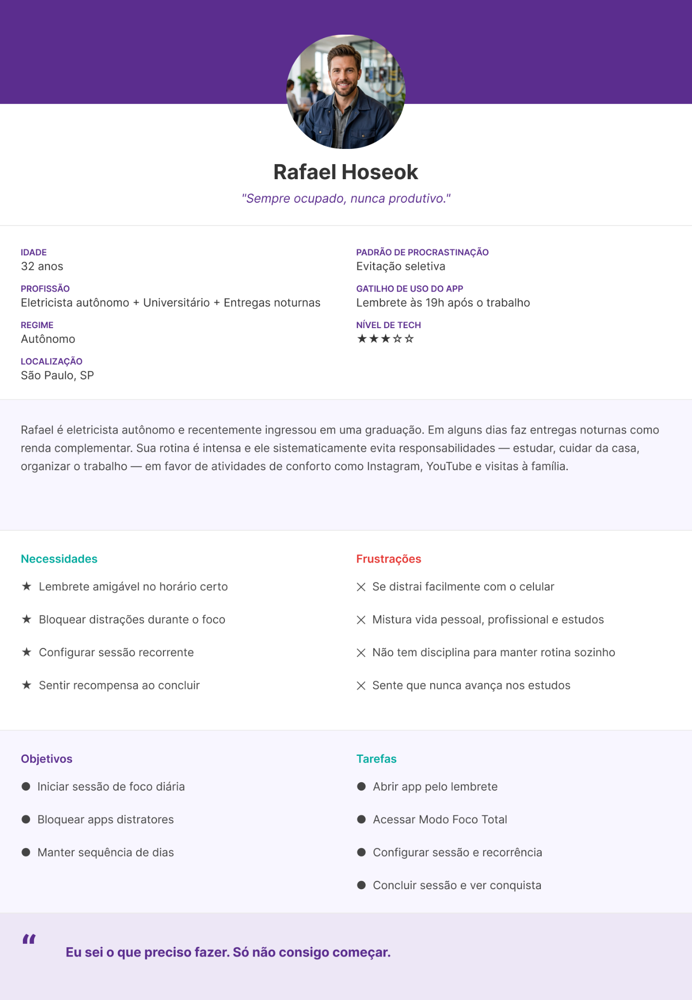 Rafael Hoseok
"Sempre ocupado, nunca produtivo."
IDADE
32 anos
PROFISSÃO
Eletricista autônomo + Universitário + Entregas noturnas
REGIME
Autônomo
LOCALIZAÇÃO
São Paulo, SP
PADRÃO DE PROCRASTINAÇÃO
Evitação seletiva
GATILHO DE USO DO APP
Lembrete às 19h após o trabalho
NÍVEL DE TECH
★★★☆☆
Rafael é eletricista autônomo e recentemente ingressou em uma graduação. Em alguns dias faz entregas noturnas como
renda complementar. Sua rotina é intensa e ele sistematicamente evita responsabilidades — estudar, cuidar da casa,
organizar o trabalho — em favor de atividades de conforto como Instagram, YouTube e visitas à família.
Necessidades
★ Lembrete amigável no horário certo
★ Bloquear distrações durante o foco
★ Configurar sessão recorrente
★ Sentir recompensa ao concluir
Frustrações
✕ Se distrai facilmente com o celular
✕ Mistura vida pessoal, profissional e estudos
✕ Não tem disciplina para manter rotina sozinho
✕ Sente que nunca avança nos estudos
Objetivos
● Iniciar sessão de foco diária
● Bloquear apps distratores
● Manter sequência de dias
Tarefas
● Abrir app pelo lembrete
● Acessar Modo Foco Total
● Configurar sessão e recorrência
● Concluir sessão e ver conquista
“ Eu sei o que preciso fazer. Só não consigo começar.